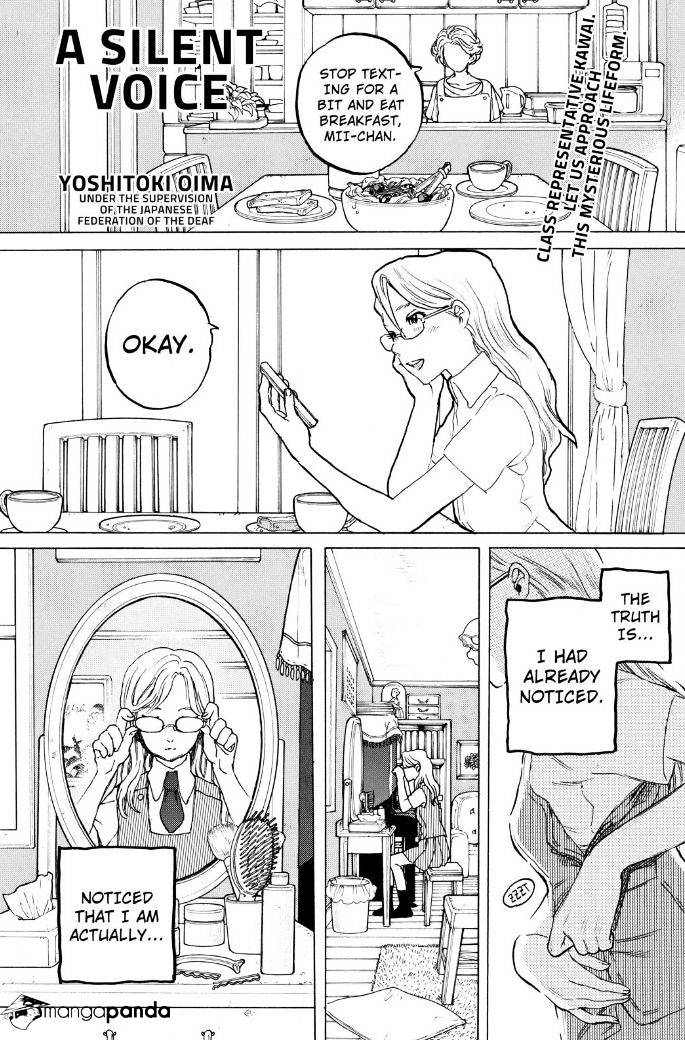 A SILENT
VOICE
YOSHITOKI OIMA
UNDER THE SUPERVISION
OF THE JAPANESE
FEDERATION OF THE DEAF
STOP TEXT-
ING FOR A
BIT AND EAT
BREAKFAST,
MII-CHAN.
CLASS REPRESENTATIVE KAWAI.
LET US APPROACH
THIS MYSTERIOUS LIFEFORM.
OKAY.
THE
TRUTH
IS...
I HAD
ALREADY
NOTICED.
ZZZT
NOTICED
THAT I AM
ACTUALLY...
mangapanda